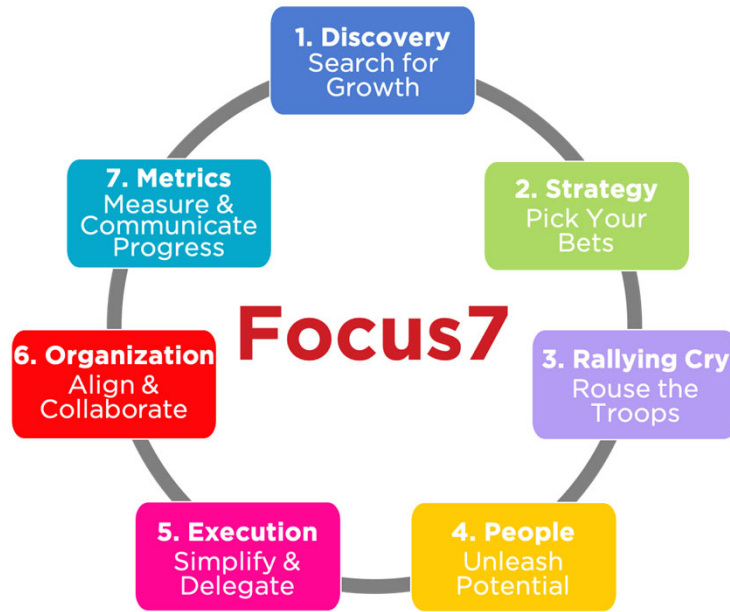 1. Discovery
Search for
Growth
2. Strategy
Pick Your
Bets
3. Rallying Cry
Rouse the
Troops
4. People
Unleash
Potential
5. Execution
Simplify &
Delegate
6. Organization
Align &
Collaborate
7. Metrics
Measure &
Communicate
Progress
Focus7